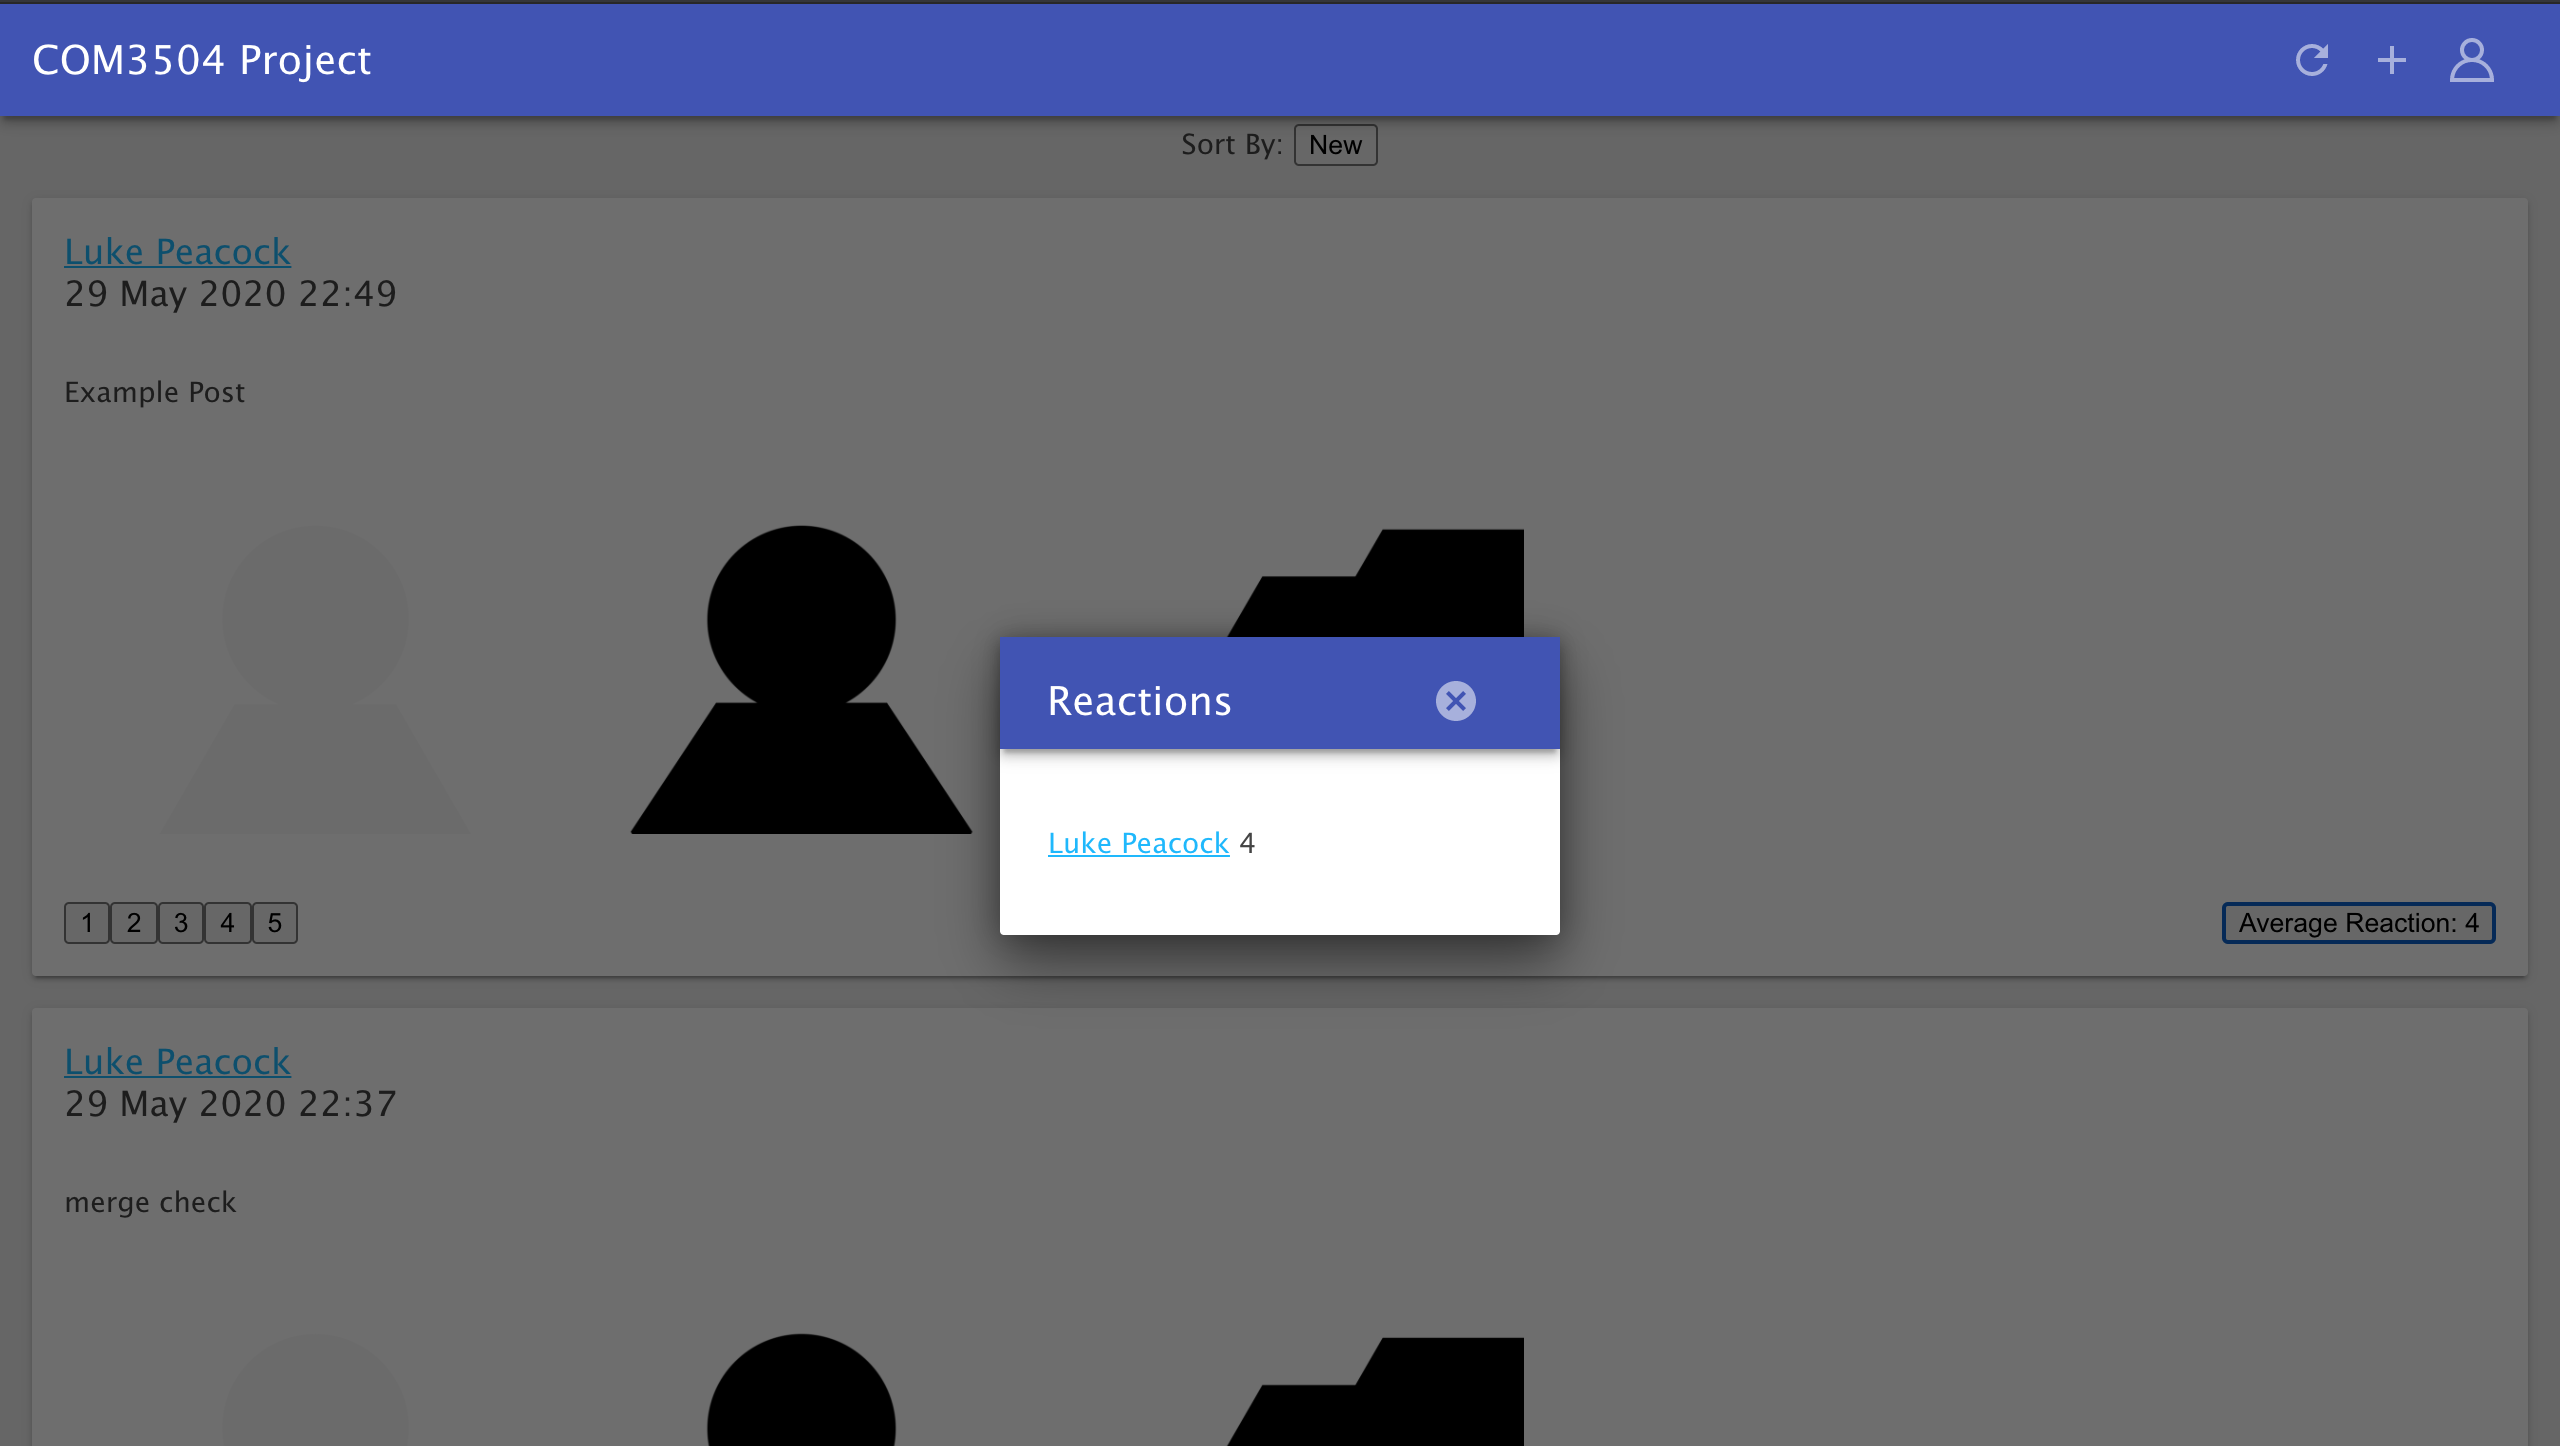 COM3504 Project
Sort By: New
Luke Peacock
29 May 2020 22:49
Example Post
Reactions
Luke Peacock 4
1 2 3 4 5
Average Reaction: 4
Luke Peacock
29 May 2020 22:37
merge check